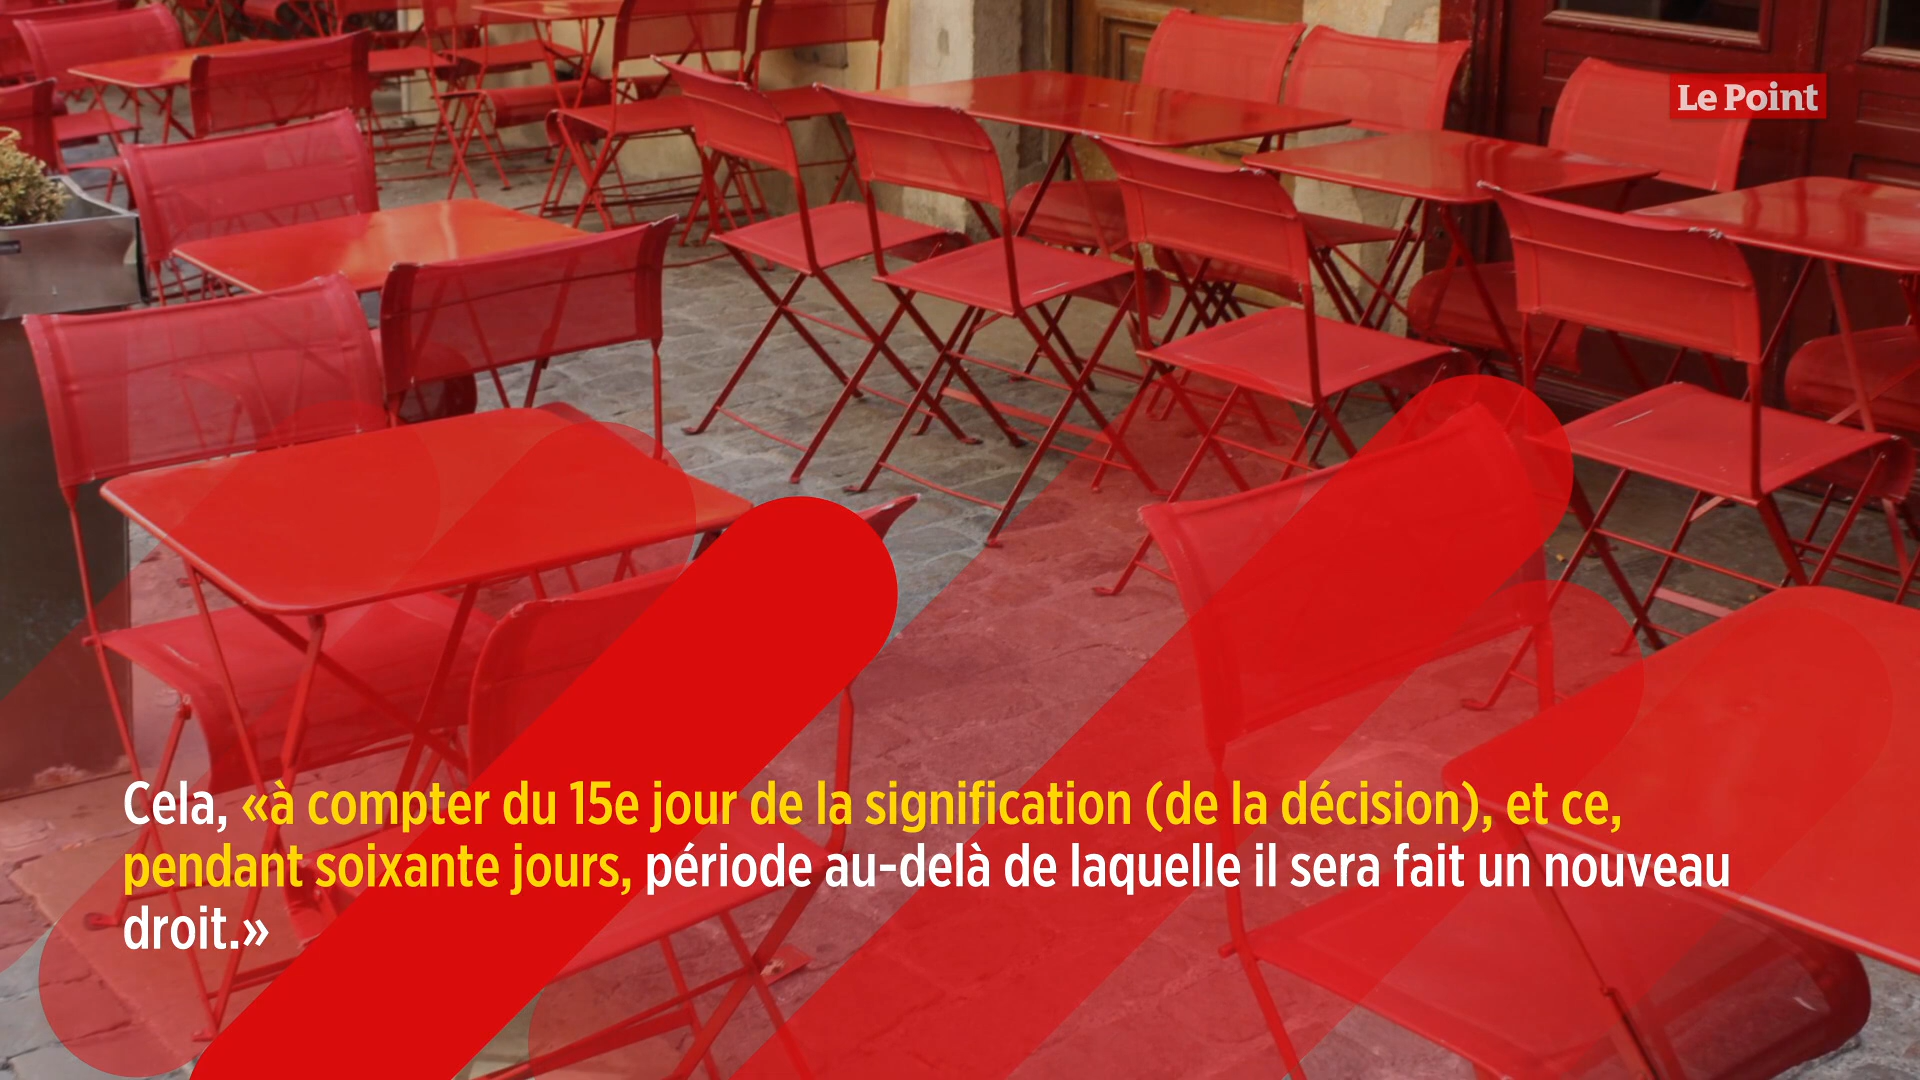 Le Point
Cela, «à compter du 15e jour de la signification (de la décision), et ce,
pendant soixante jours, période au-delà de laquelle il sera fait un nouveau
droit.»